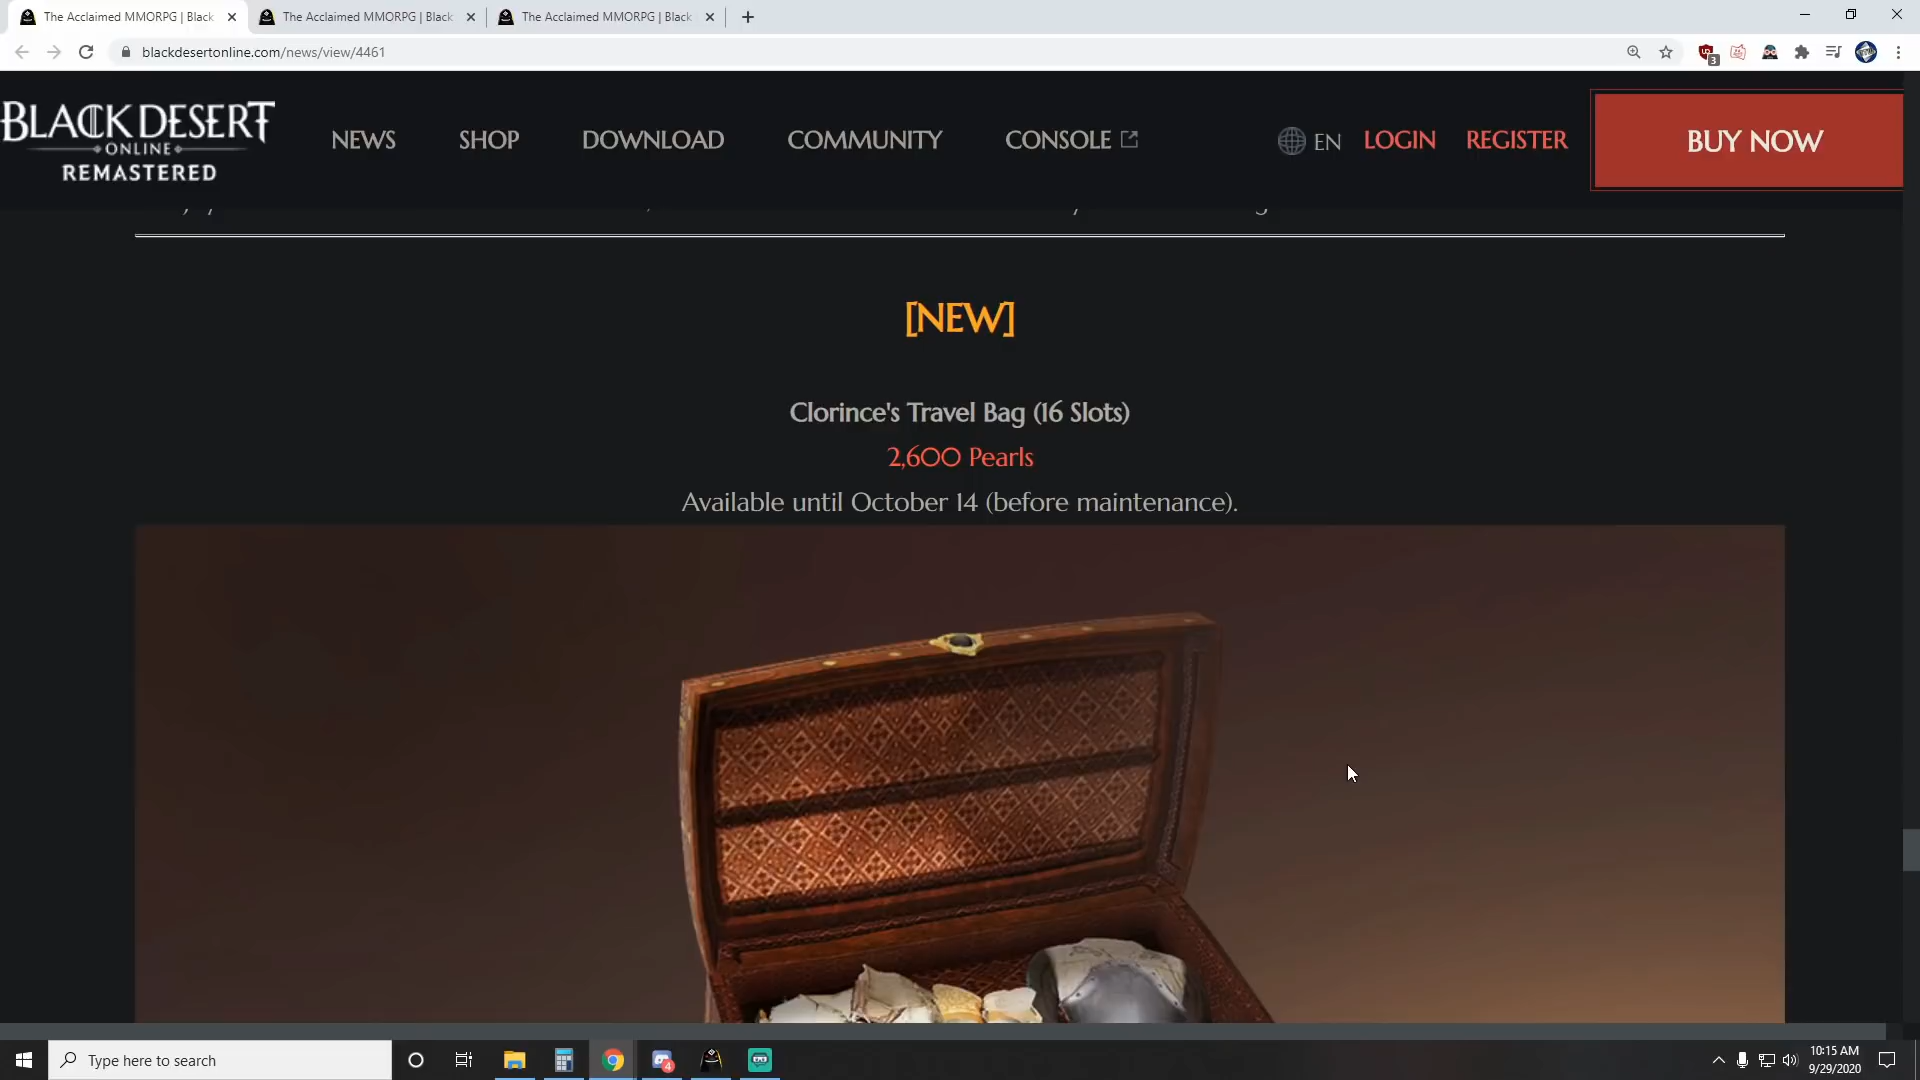 The Acclaimed MMORPG | Black
The Acclaimed MMORPG | Black
The Acclaimed MMORPG | Black
blackdesertonline.com/news/view/4461
3
BLACK DESERT
ONLINE
REMASTERED
NEWS
SHOP
DOWNLOAD
COMMUNITY
CONSOLE
EN
LOGIN
REGISTER
BUY NOW
[NEW]
Clorince's Travel Bag (16 Slots)
2,600 Pearls
Available until October 14 (before maintenance).
Type here to search
4
10:15 AM
9/29/2020